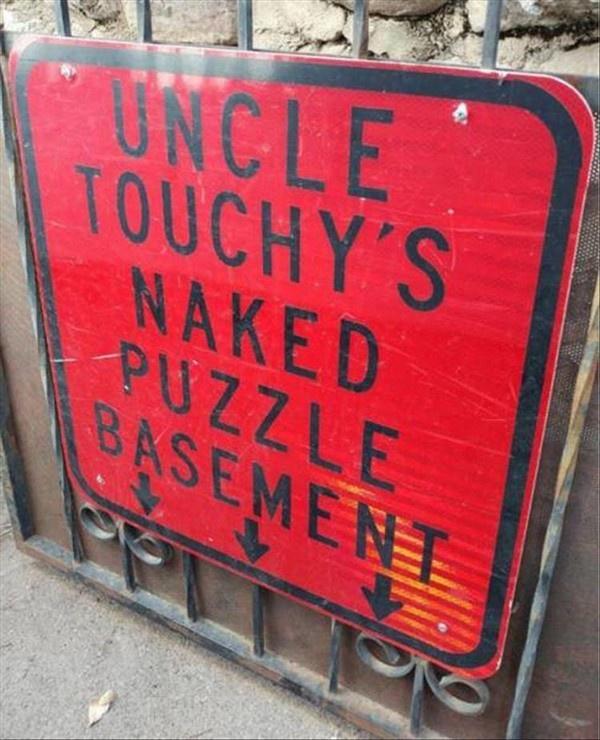 UNCLE
TOUCHY'S
NAKED
PUZZLE
BASEMENT